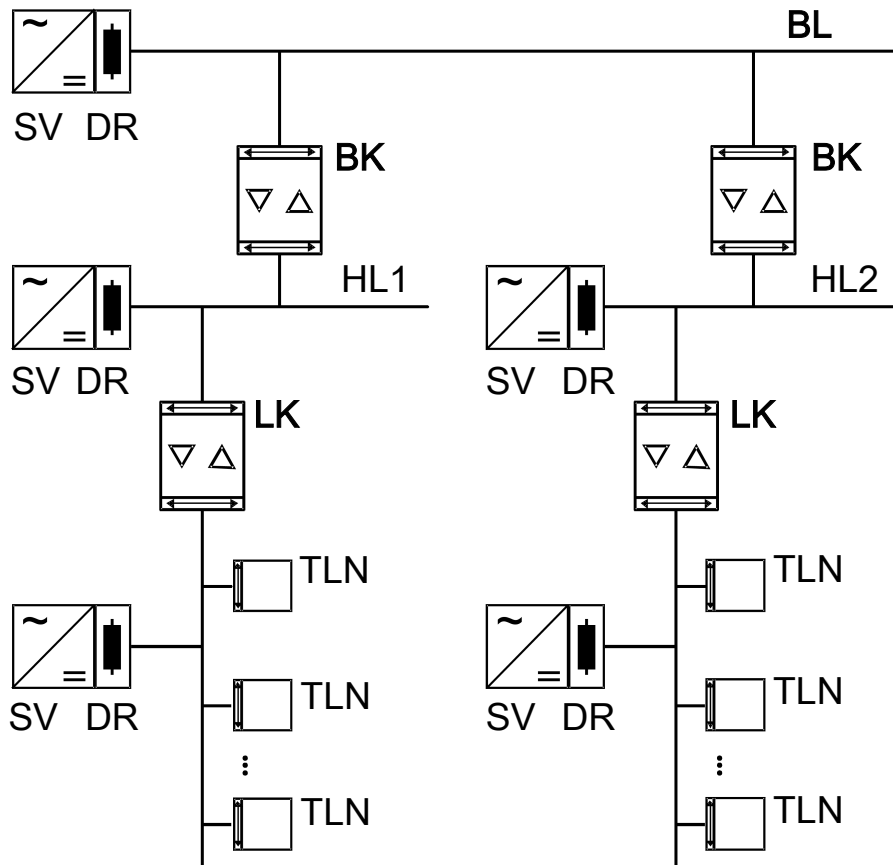 BL
SV DR
BK
BK
HL1
HL2
SV DR
SV DR
LK
LK
TLN
TLN
SV DR
SV DR
TLN
TLN
TLN
TLN